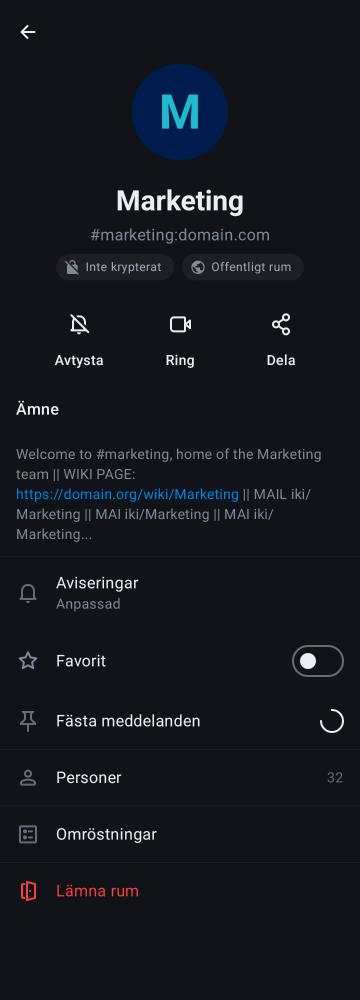 M
Marketing
#marketing:domain.com
Inte krypterat
Offentligt rum
Avtysta
Ring
Dela
Ämne
Welcome to #marketing, home of the Marketing
team || WIKI PAGE:
https://domain.org/wiki/Marketing || MAIL iki/
Marketing || MAI iki/Marketing || MAI iki/
Marketing...
Aviseringar
Anpassad
Favorit
Fästa meddelanden
Personer 32
Omröstningar
Lämna rum